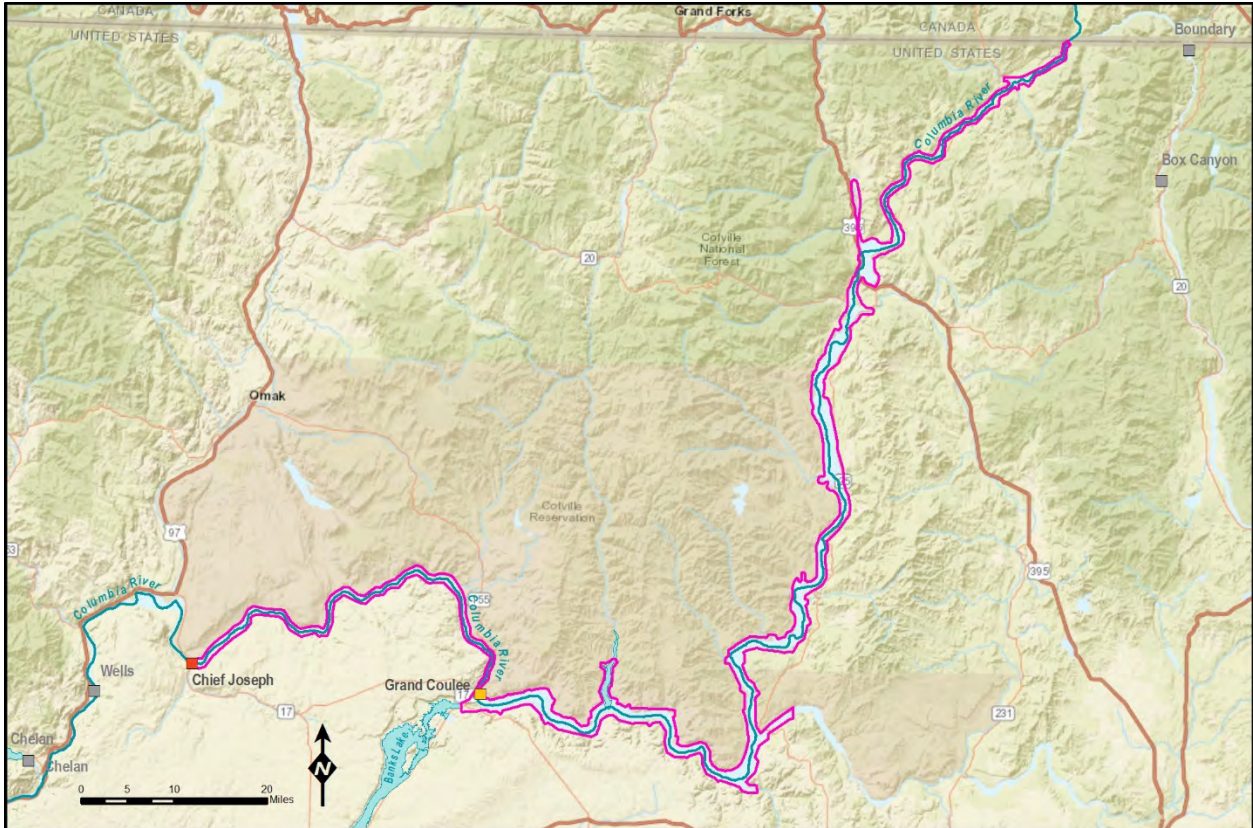 Grand Forks
CANADA
UNITED STATES
CANADA
UNITED STATES
Boundary
Columbia River
Box Canyon
20
Colville
National
Forest
20
Omak
Colville
Reservation
97
395
Columbia River
Columbia River
Wells
Chief Joseph
Grand Coulee
17
17
231
Chelan
Chelan
Banks Lake
N
0 5 10 20
Miles